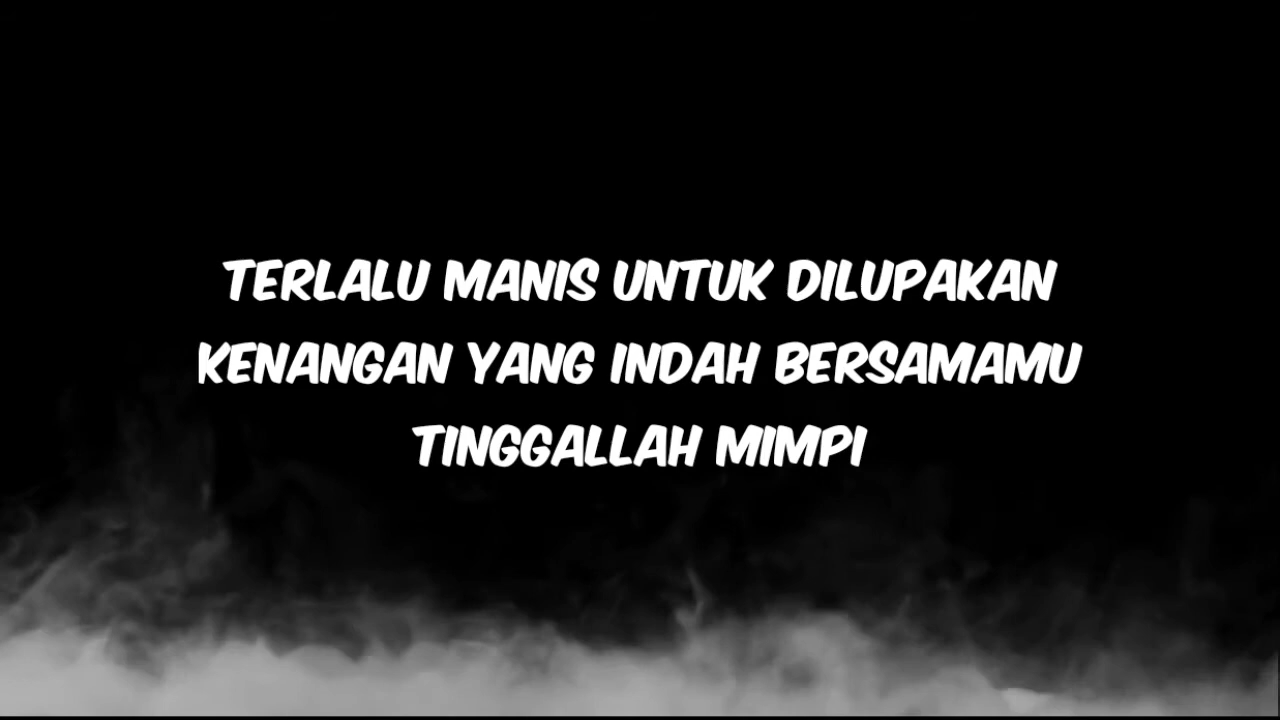 TERLALU MANIS UNTUK DILUPAKAN
KENANGAN YANG INDAH BERSAMAMU
TINGGALLAH MIMPI